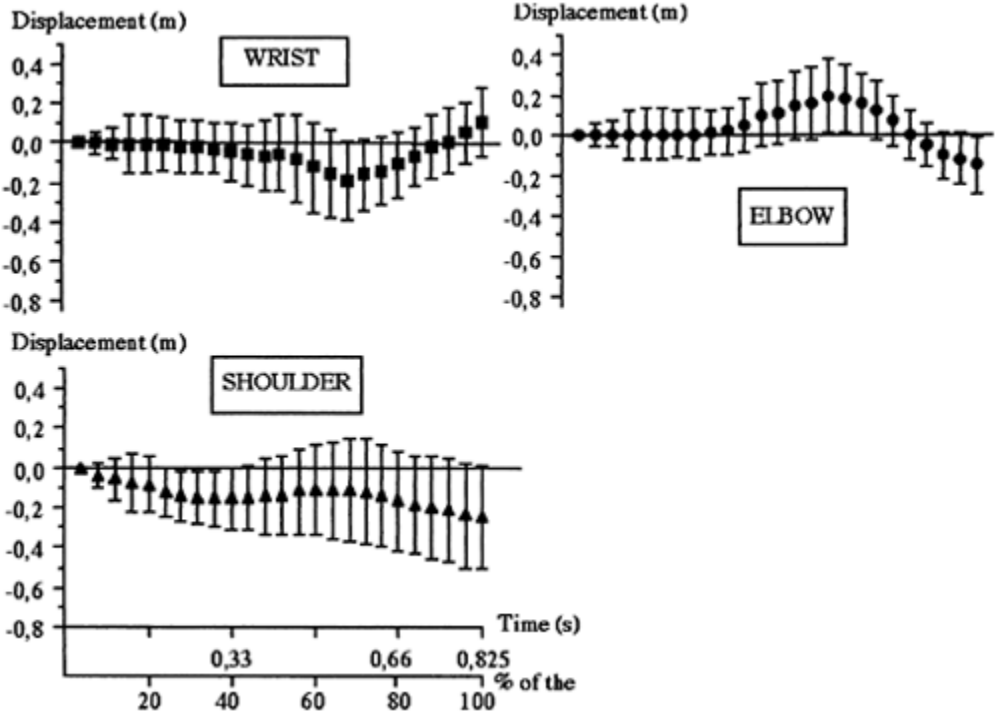 Displacement (m)
WRIST
0,4
0,2
0,0
-0,2
-0,4
-0,6
-0,8
Displacement (m)
0,4
0,2
0,0
-0,2
ELBOW
-0,4
-0,6
-0,8
Displacement (m)
SHOULDER
0,4
0,2
0,0
-0,2
-0,4
-0,6
-0,8
Time (s)
0,33 0,66 0,825
% of the
20 40 60 80 100